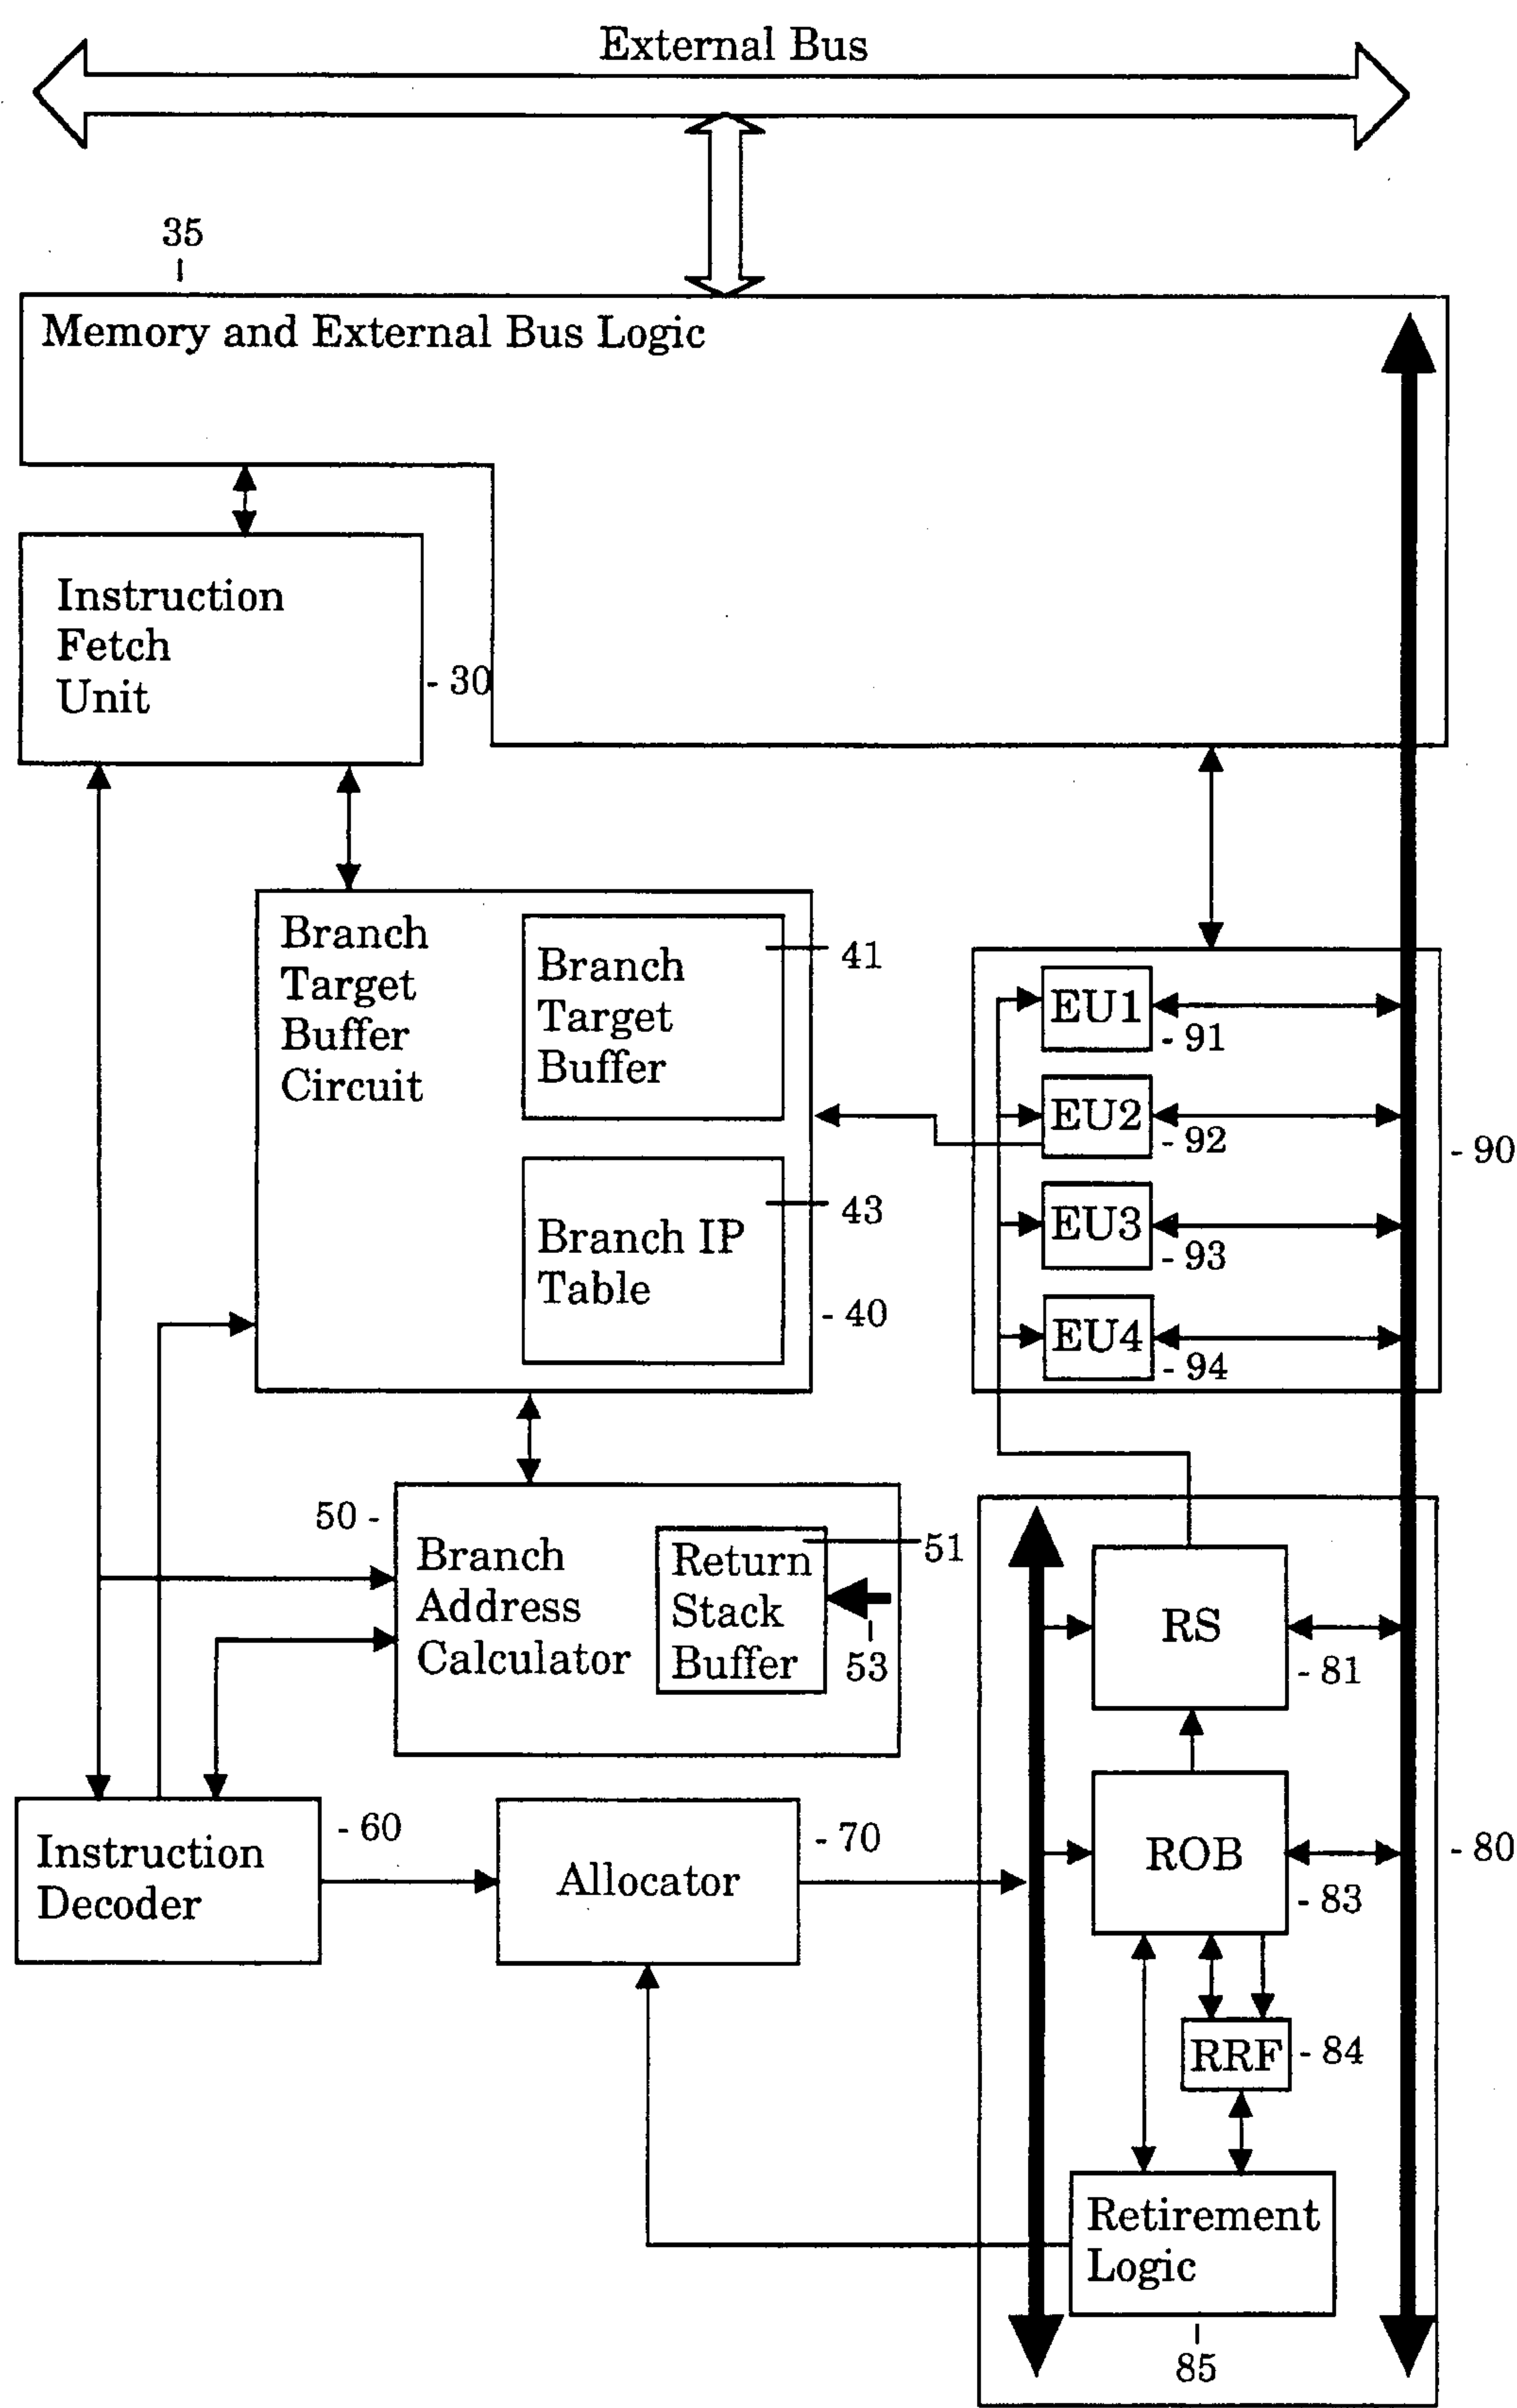 External Bus
35
Memory and External Bus Logic
Instruction
Fetch
Unit
- 30
Branch
Target
Buffer
Circuit
Branch
Target
Buffer
41
Branch IP
Table
43
- 40
EU1
- 91
EU2
- 92
EU3
- 93
EU4
- 94
- 90
50 -
Branch
Address
Calculator
Return
Stack
Buffer
51
53
RS
- 81
Instruction
Decoder
- 60
Allocator
- 70
ROB
- 83
- 80
RRF
- 84
Retirement
Logic
85